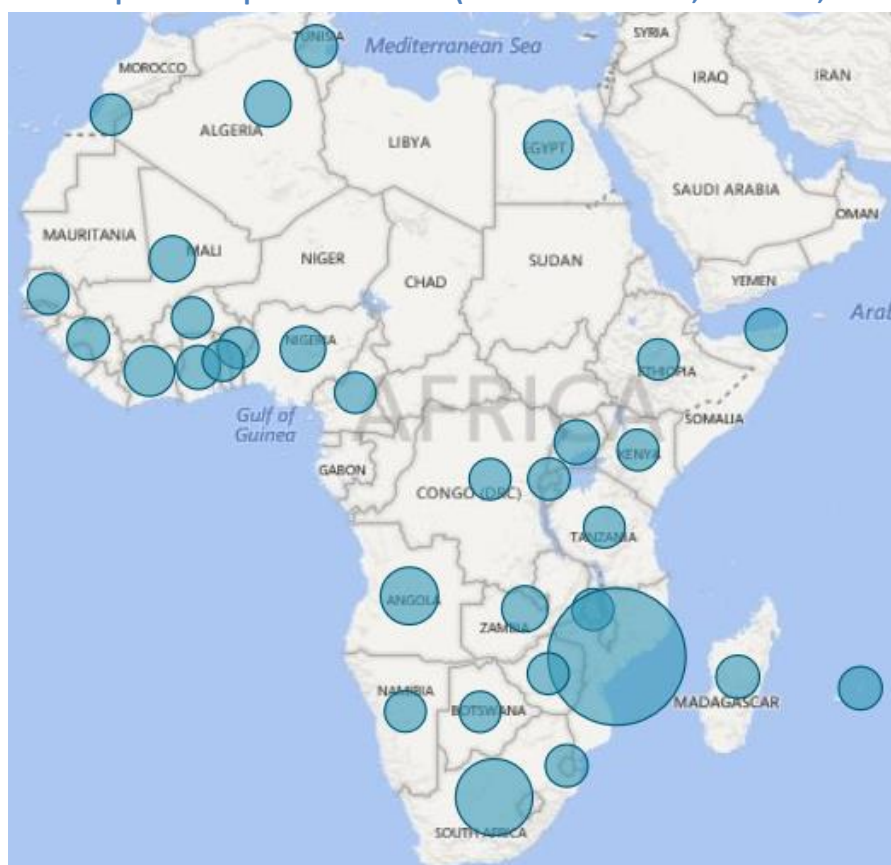 TUNISIA
Mediterranean Sea
SYRIA
MOROCCO
IRAQ
IRAN
ALGERIA
LIBYA
EGYPT
SAUDI ARABIA
OMAN
MAURITANIA
MALI
NIGER
SUDAN
CHAD
YEMEN
Arab
NIGERIA
ETHIOPIA
AFRICA
SOMALIA
Gulf of
Guinea
KENYA
GABON
CONGO (DRC)
TANZANIA
ANGOLA
ZAMBIA
NAMIBIA
BOTSWANA
MADAGASCAR
SOUTH AFRICA